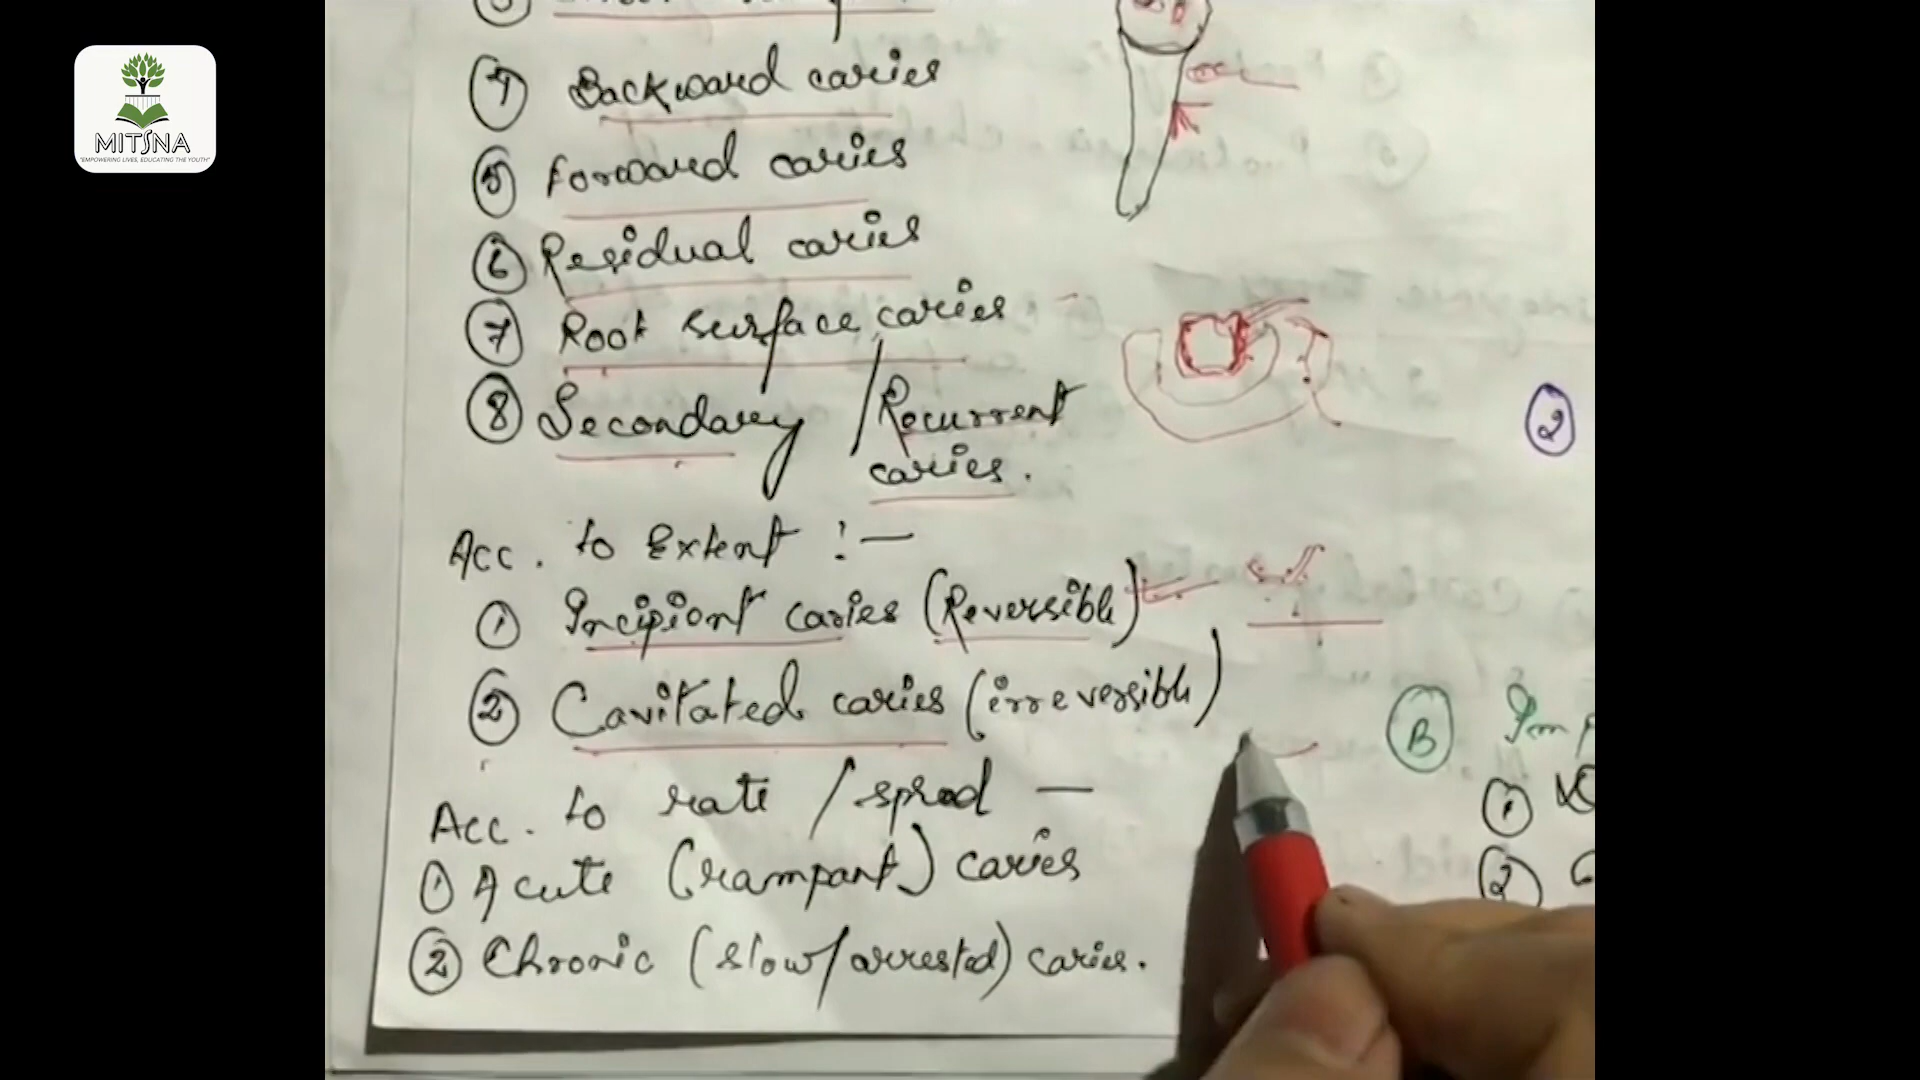 MITSNA
"EMPOWERING LIVES, EDUCATING THE YOUTH"
④ Backward caries
⑤ Forward caries
⑥ Residual caries
⑦ Root surface caries
⑧ Secondary / Recurrent
caries.
Acc. to Extent :—
① Incipient caries (Reversible)
② Cavitated caries (irreversible)
Acc. to rate / spread —
① Acute (rampant) caries
② Chronic (slow/arrested) caries.
②
Ⓑ
①
②